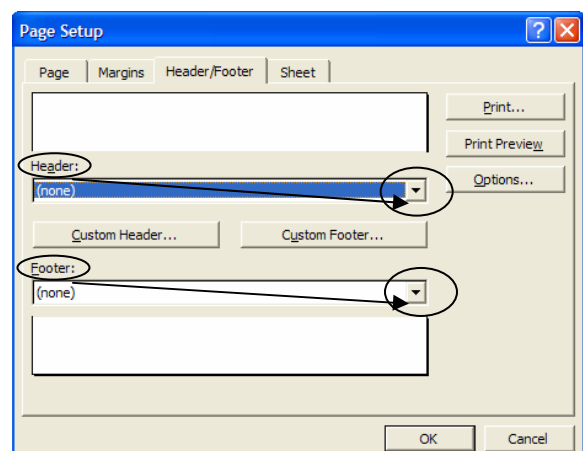 Page Setup
Page Margins Header/Footer Sheet
Print...
Print Preview
Header:
(none)
Options...
Custom Header... Custom Footer...
Footer:
(none)
OK Cancel